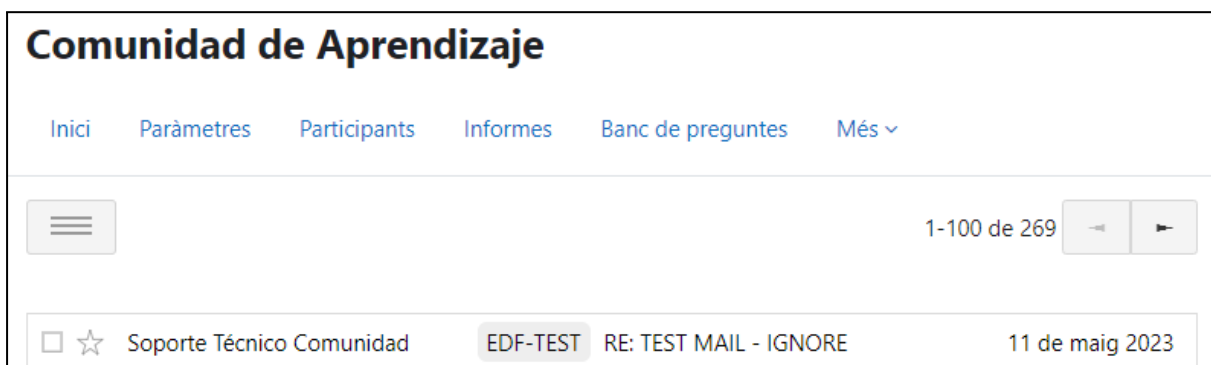 Comunidad de Aprendizaje
Inici Paràmetres Participants Informes Banc de preguntes Més
1-100 de 269
Soporte Técnico Comunidad EDF-TEST RE: TEST MAIL - IGNORE 11 de maig 2023